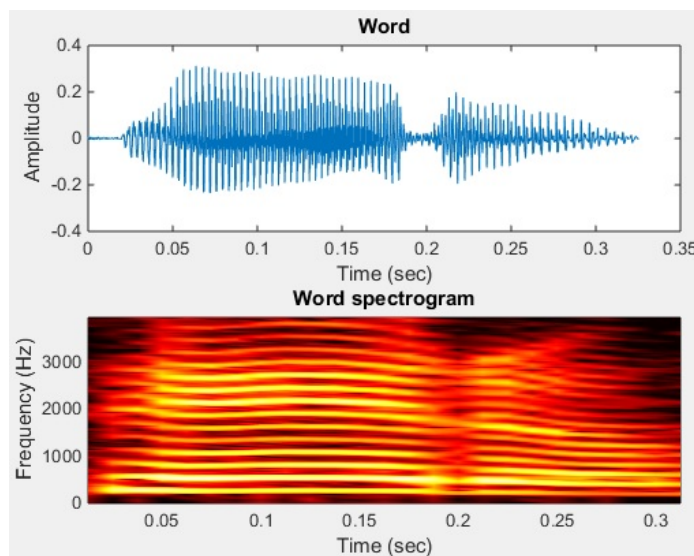 Word
0.4
0.2
0
-0.2
-0.4
Amplitude
0 0.05 0.1 0.15 0.2 0.25 0.3 0.35
Time (sec)
Word spectrogram
3000
2000
1000
0
Frequency (Hz)
0.05 0.1 0.15 0.2 0.25 0.3
Time (sec)